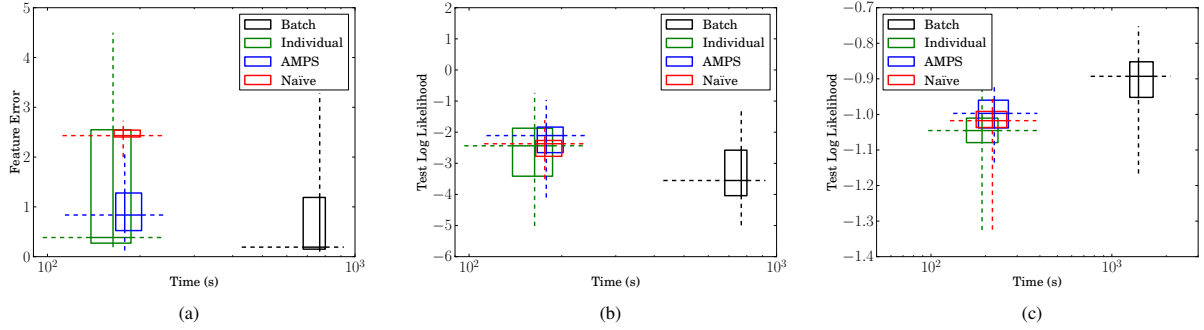 5
4
3
2
1
0
Feature Error
Batch
Individual
AMPS
Naïve
10²
10³
Time (s)
(a)
2
1
0
−1
−2
−3
−4
−5
−6
Test Log Likelihood
Batch
Individual
AMPS
Naïve
10²
10³
Time (s)
(b)
−0.7
−0.8
−0.9
−1.0
−1.1
−1.2
−1.3
−1.4
Test Log Likelihood
Batch
Individual
AMPS
Naïve
10²
10³
Time (s)
(c)